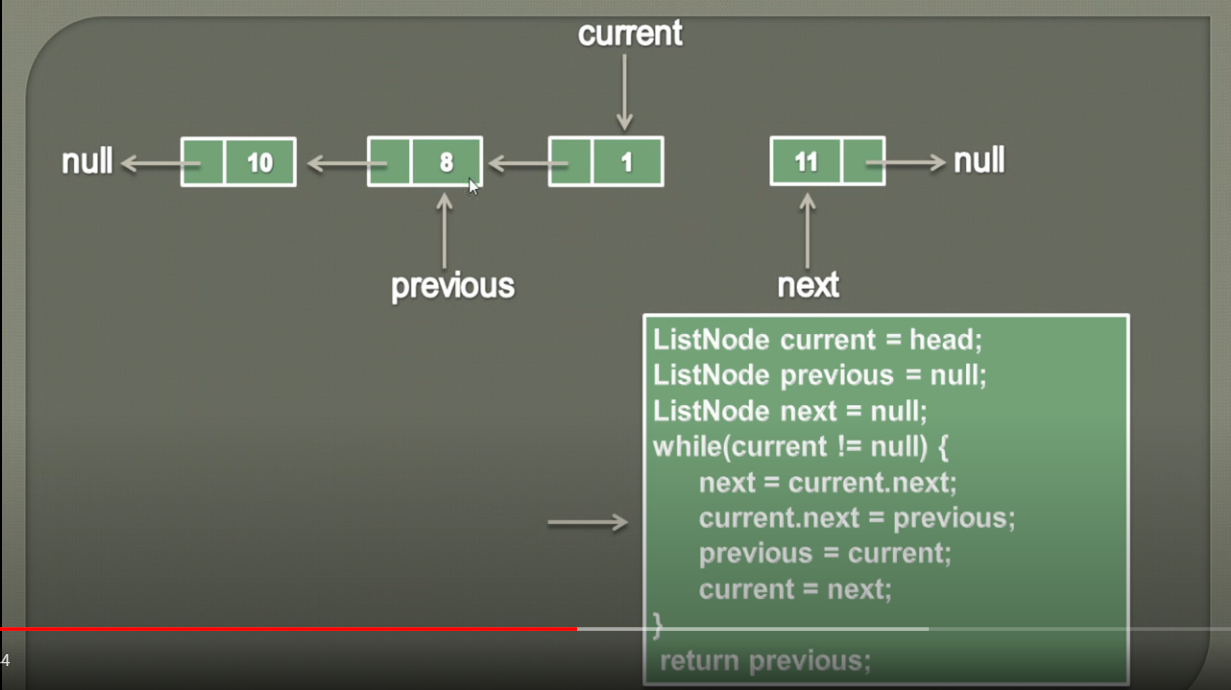 current
null 10 8 1 11 null
previous next
ListNode current = head;
ListNode previous = null;
ListNode next = null;
while(current != null) {
next = current.next;
current.next = previous;
previous = current;
current = next;
}
return previous;
4